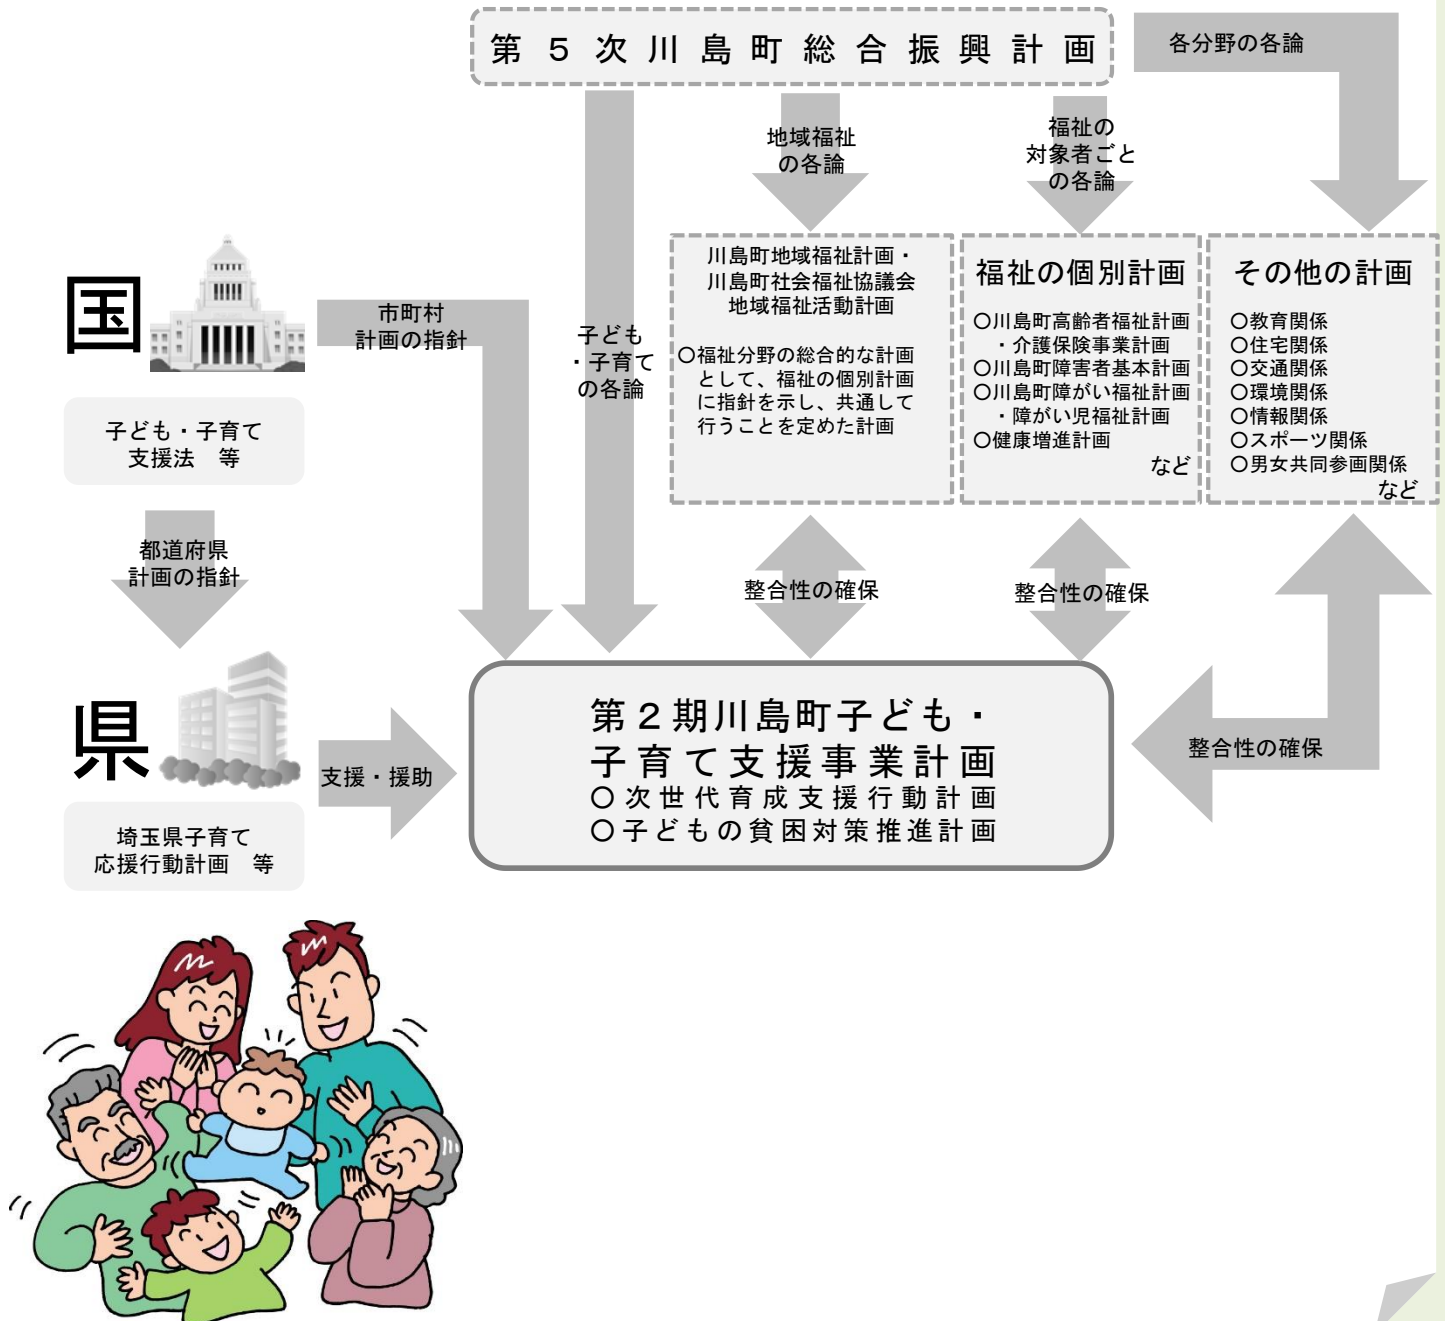 第５次川島町総合振興計画
各分野の各論
地域福祉
の各論
福祉の
対象者ごと
の各論
国
市町村
計画の指針
子ども
・子育て
の各論
川島町地域福祉計画・
川島町社会福祉協議会
地域福祉活動計画
○福祉分野の総合的な計画
として、福祉の個別計画
に指針を示し、共通して
行うことを定めた計画
福祉の個別計画
○川島町高齢者福祉計画
・介護保険事業計画
○川島町障害者基本計画
○川島町障がい福祉計画
・障がい児福祉計画
○健康増進計画
など
その他の計画
○教育関係
○住宅関係
○交通関係
○環境関係
○情報関係
○スポーツ関係
○男女共同参画関係
など
子ども・子育て
支援法　等
都道府県
計画の指針
整合性の確保
整合性の確保
整合性の確保
県
支援・援助
埼玉県子育て
応援行動計画　等
第２期川島町子ども・
子育て支援事業計画
○次世代育成支援行動計画
○子どもの貧困対策推進計画